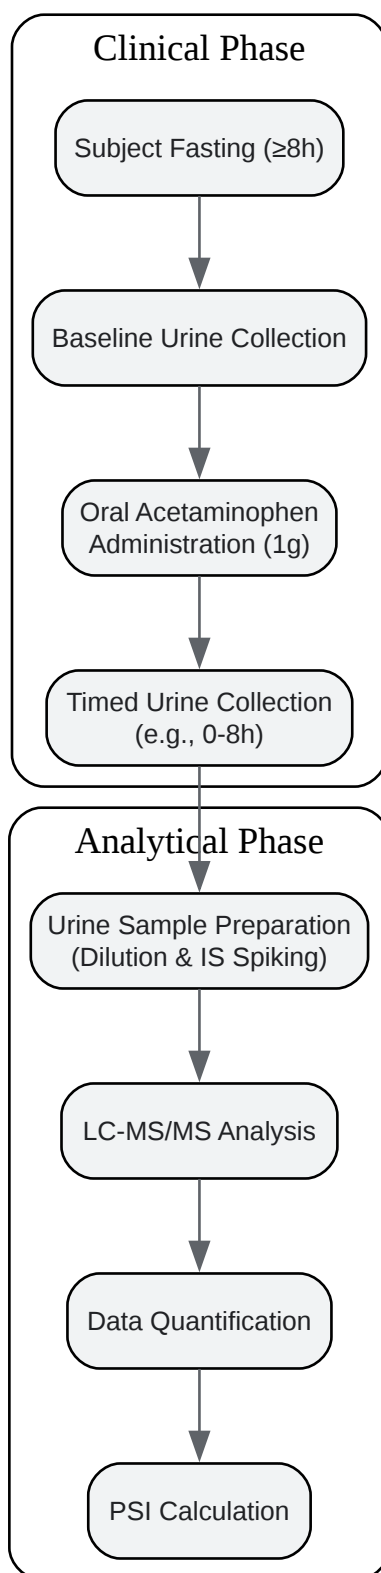 Clinical Phase
Subject Fasting (≥8h)
Baseline Urine Collection
Oral Acetaminophen
Administration (1g)
Timed Urine Collection
(e.g., 0-8h)
Analytical Phase
Urine Sample Preparation
(Dilution & IS Spiking)
LC-MS/MS Analysis
Data Quantification
PSI Calculation